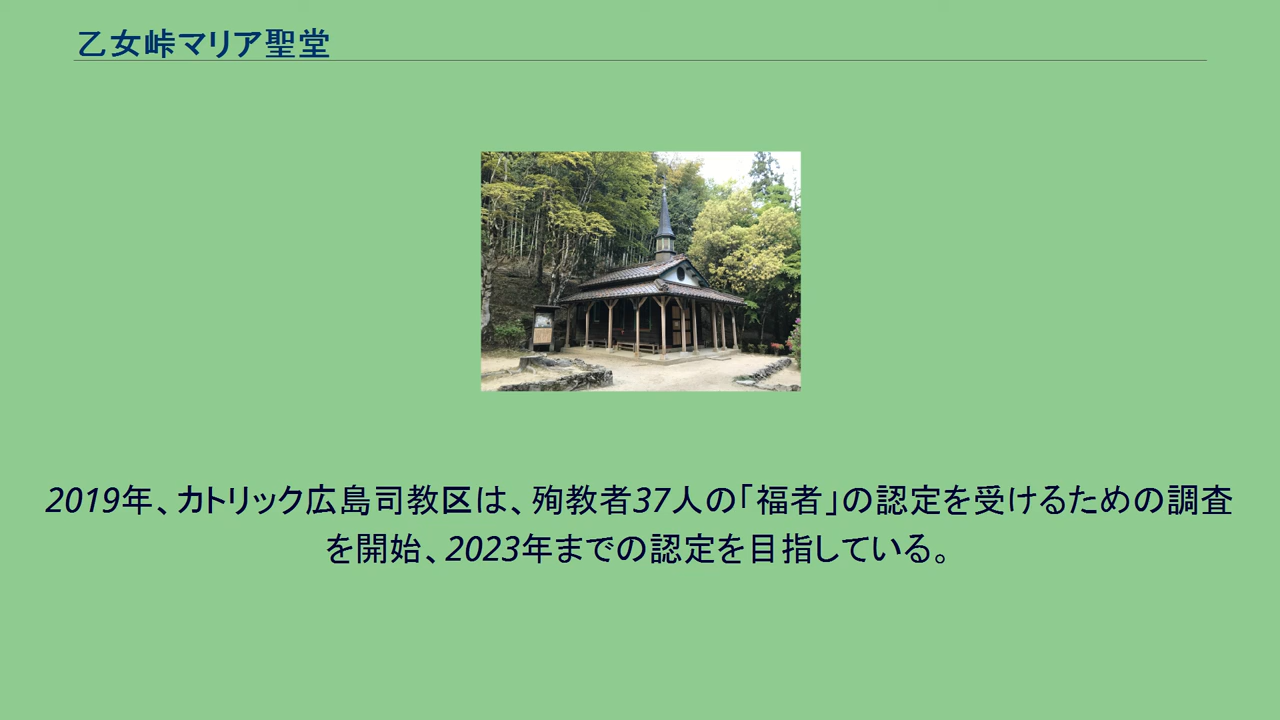 乙女峠マリア聖堂
2019年、カトリック広島司教区は、殉教者37人の「福者」の認定を受けるための調査
を開始、2023年までの認定を目指している。